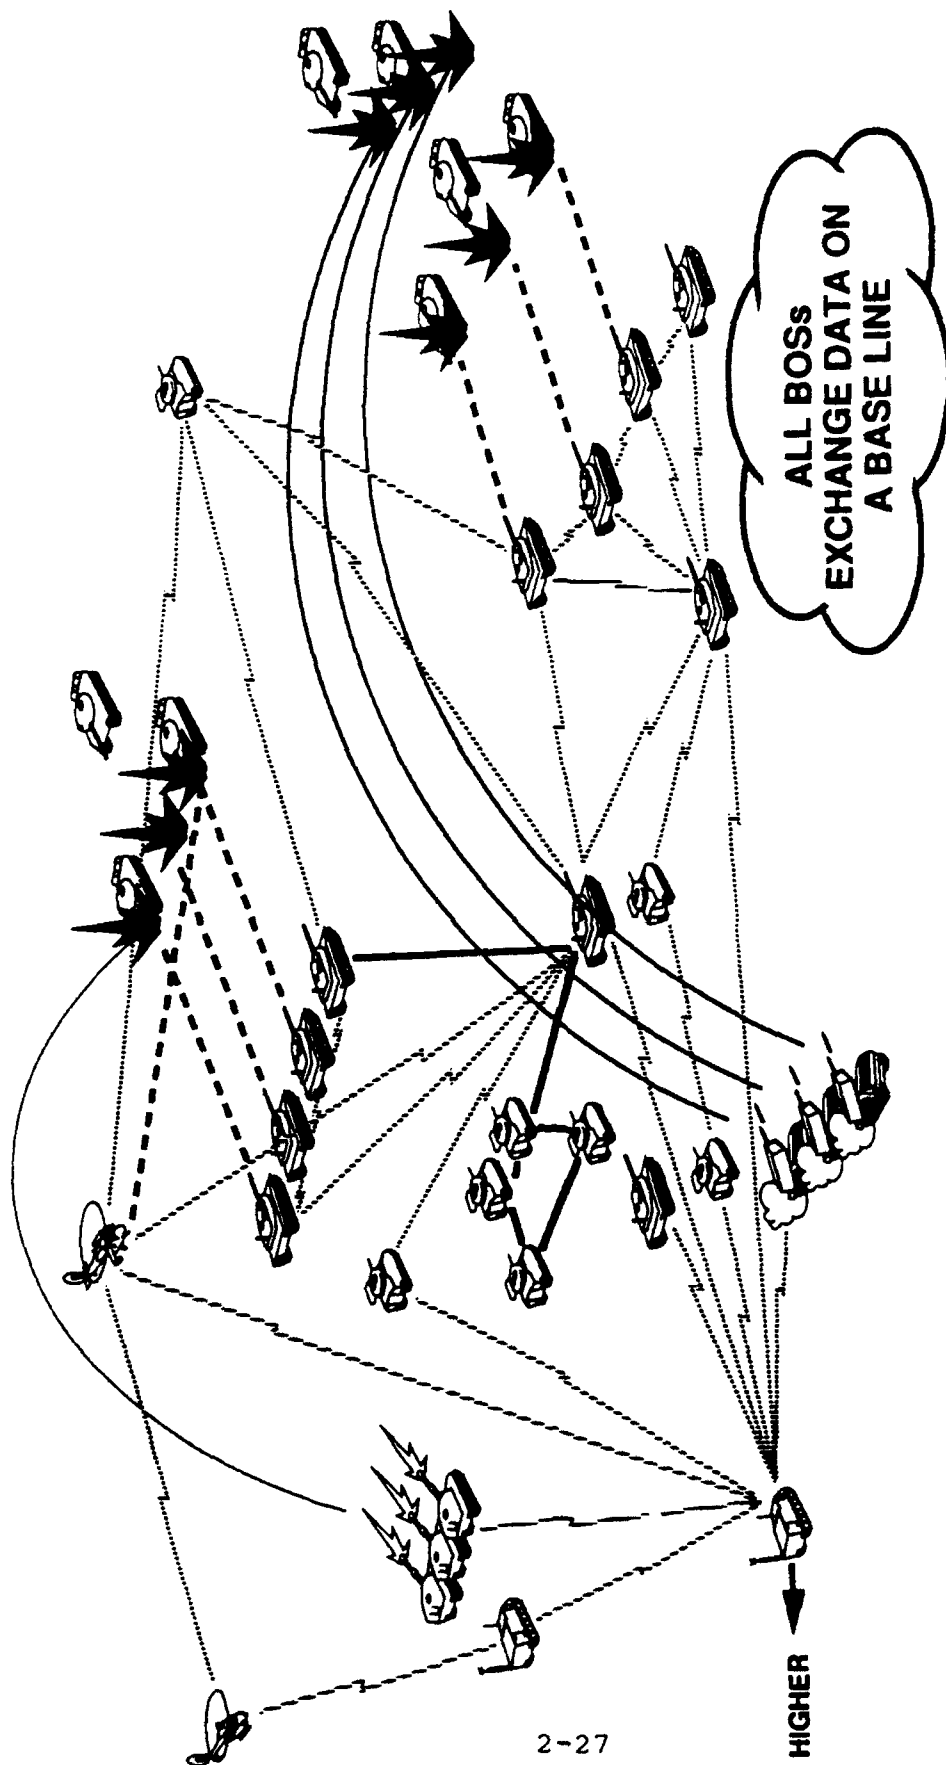 ALL BOSs
EXCHANGE DATA ON
A BASE LINE
HIGHER
2-27